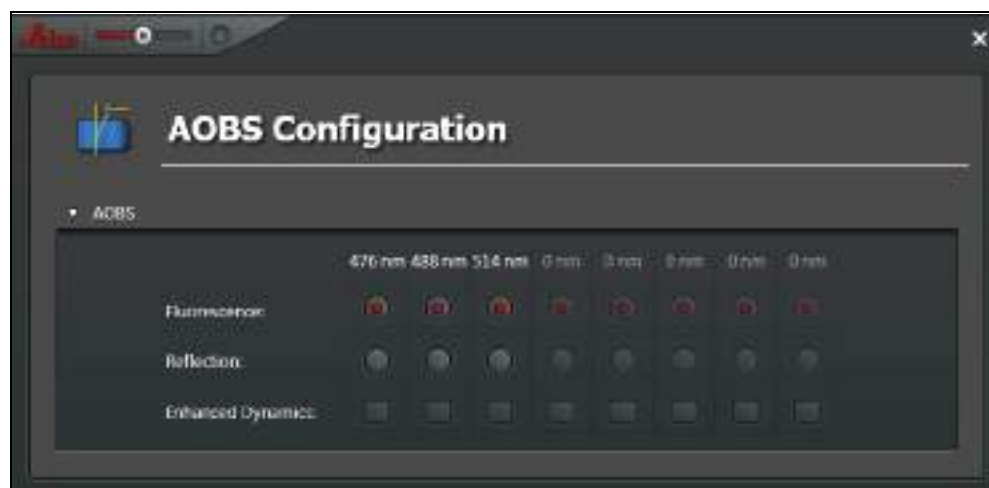 AOBS Configuration
AOBS
476 nm 488 nm 514 nm 0 nm 0 nm 0 nm 0 nm 0 nm
Fluorescence:
Reflection:
Enhanced Dynamics: